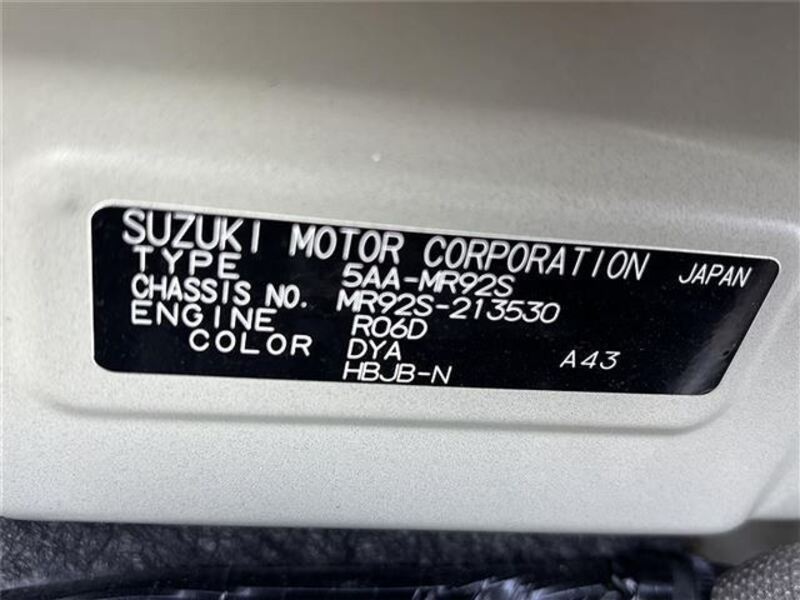 SUZUKI MOTOR CORPORATION JAPAN
TYPE 5AA-MR92S
CHASSIS NO. MR92S-213530
ENGINE R06D
COLOR DYA A43
HBJB-N